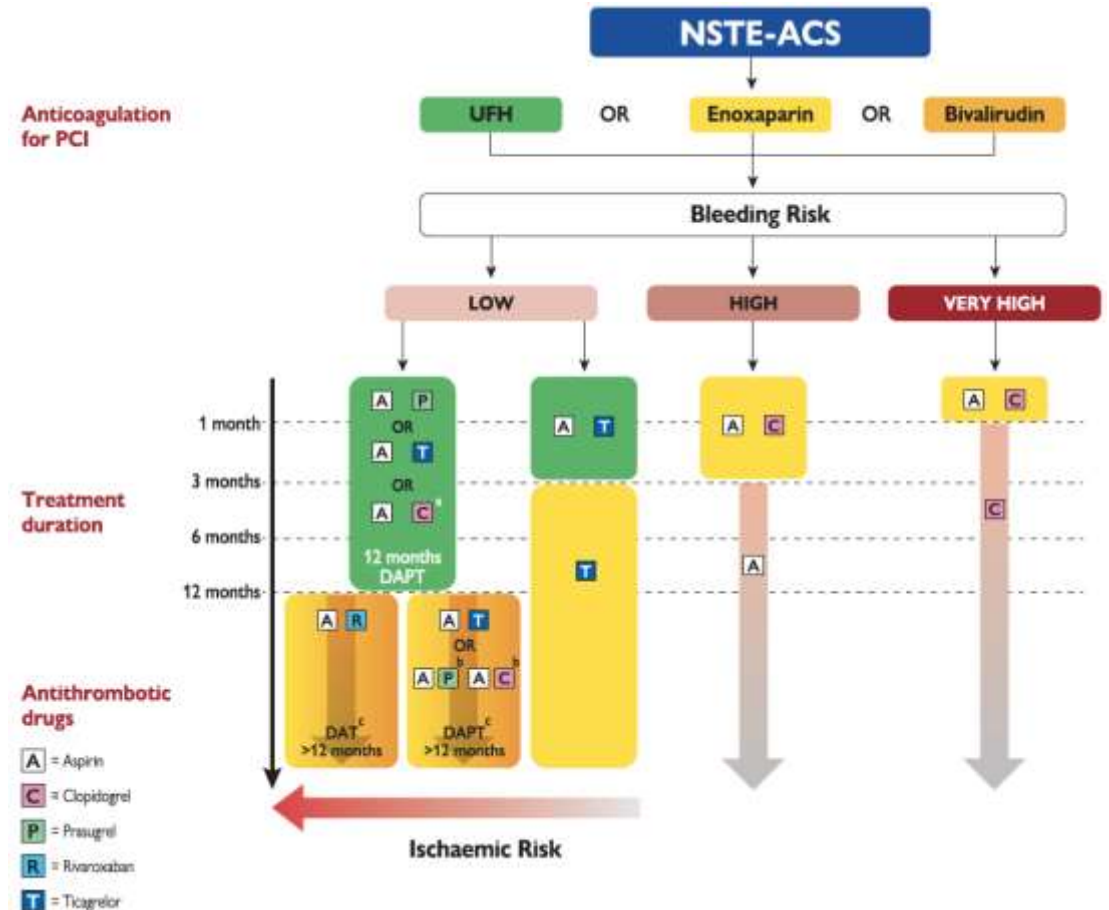 NSTE-ACS
Anticoagulation
for PCI
UFH OR Enoxaparin OR Bivalirudin
Bleeding Risk
LOW HIGH VERY HIGH
A P
OR
A T
OR
A C a
12 months
DAPT
A T
A C
A C
1 month
3 months
6 months
12 months
Treatment
duration
T
A
C
A R
DAT c
>12 months
A T
OR
A P b A C b
DAPT c
>12 months
Ischaemic Risk
Antithrombotic
drugs
A = Aspirin
C = Clopidogrel
P = Prasugrel
R = Rivaroxaban
T = Ticagrelor